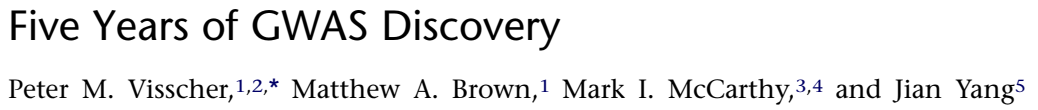 Five Years of GWAS Discovery
Peter M. Visscher,1,2,* Matthew A. Brown,1 Mark I. McCarthy,3,4 and Jian Yang5